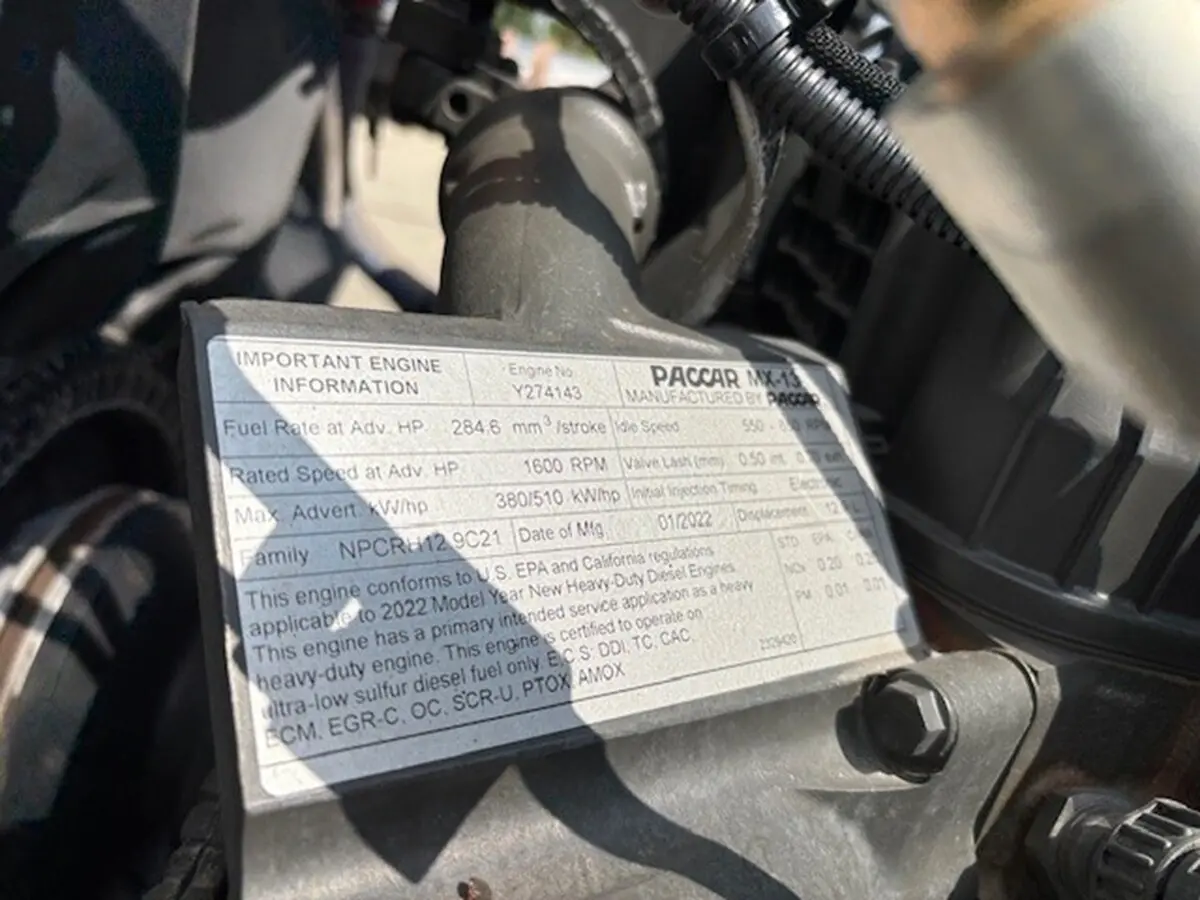 IMPORTANT ENGINE INFORMATION
Engine No.
Y274143
PACCAR MX-13
MANUFACTURED BY PACCAR
Fuel Rate at Adv. HP 284.6 mm³/stroke
Idle Speed 550 - RPM
Rated Speed at Adv. HP 1600 RPM
Valve Lash (mm) 0.50 int.
Max. Advert. kW/hp 380/510 kW/hp
Initial Injection Timing
Family NPCRH12.9C21
Date of Mfg. 01/2022
Displacement 12
This engine conforms to U.S. EPA and California regulations
applicable to 2022 Model Year New Heavy-Duty Diesel Engines.
This engine has a primary intended service application as a heavy
heavy-duty engine. This engine is certified to operate on
ultra-low sulfur diesel fuel only. E.C.S: DDI, TC, CAC,
ECM, EGR-C, OC, SCR-U, PTOX, AMOX
STD EPA
NOx 0.20
PM 0.01 0.01